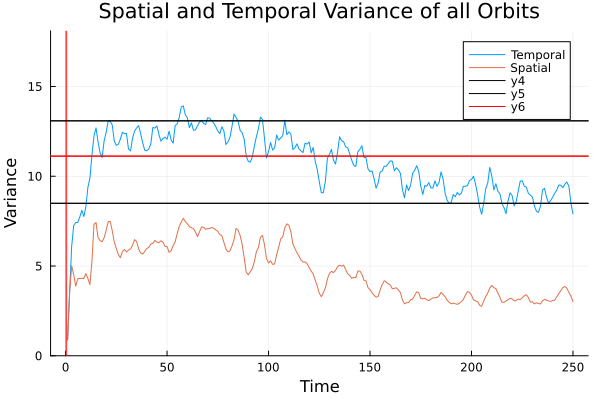 Spatial and Temporal Variance of all Orbits
Variance
15
10
5
0
Temporal
Spatial
y4
y5
y6
0 50 100 150 200 250
Time